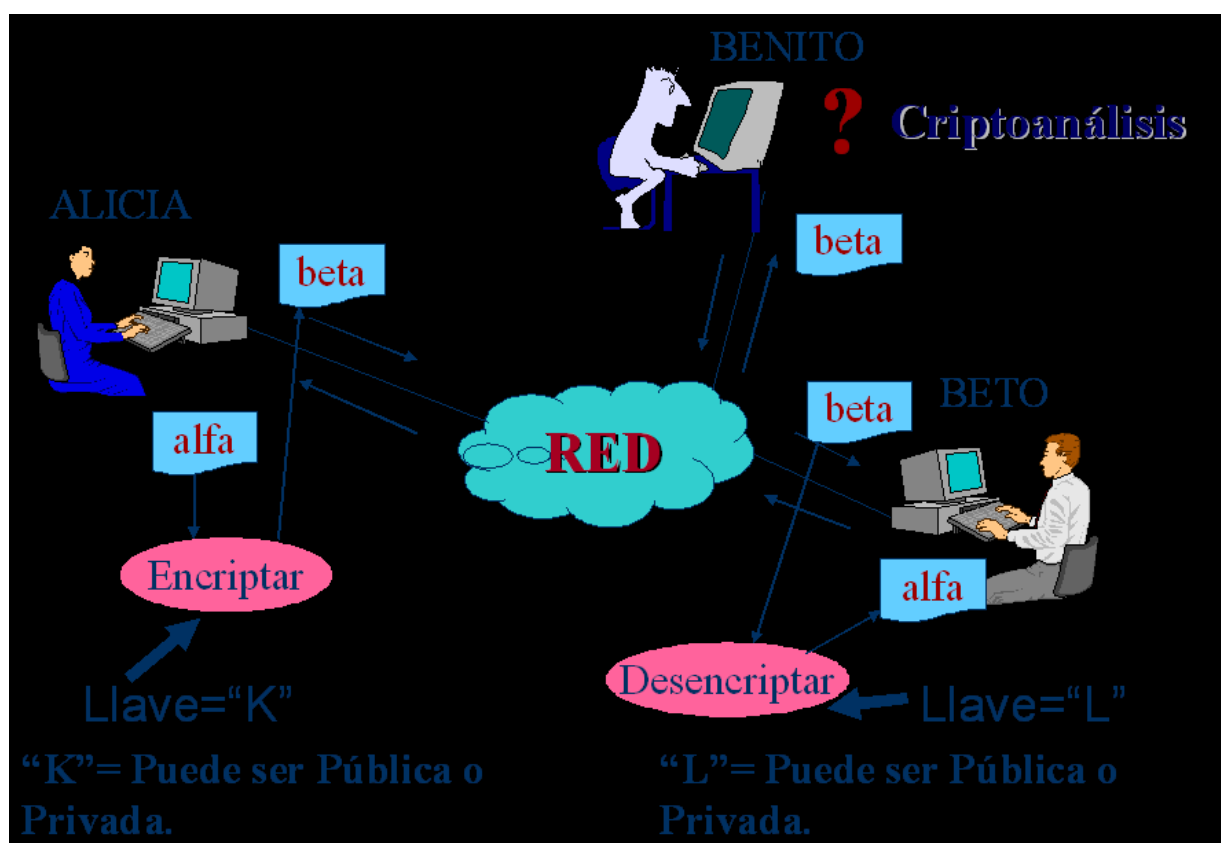 BENITO
? Criptoanálisis
ALICIA
beta
beta
beta
BETO
alfa
RED
Encriptar
alfa
Desencriptar
Llave=“K”
Llave=“L”
“K”= Puede ser Pública o
Privada.
“L”= Puede ser Pública o
Privada.